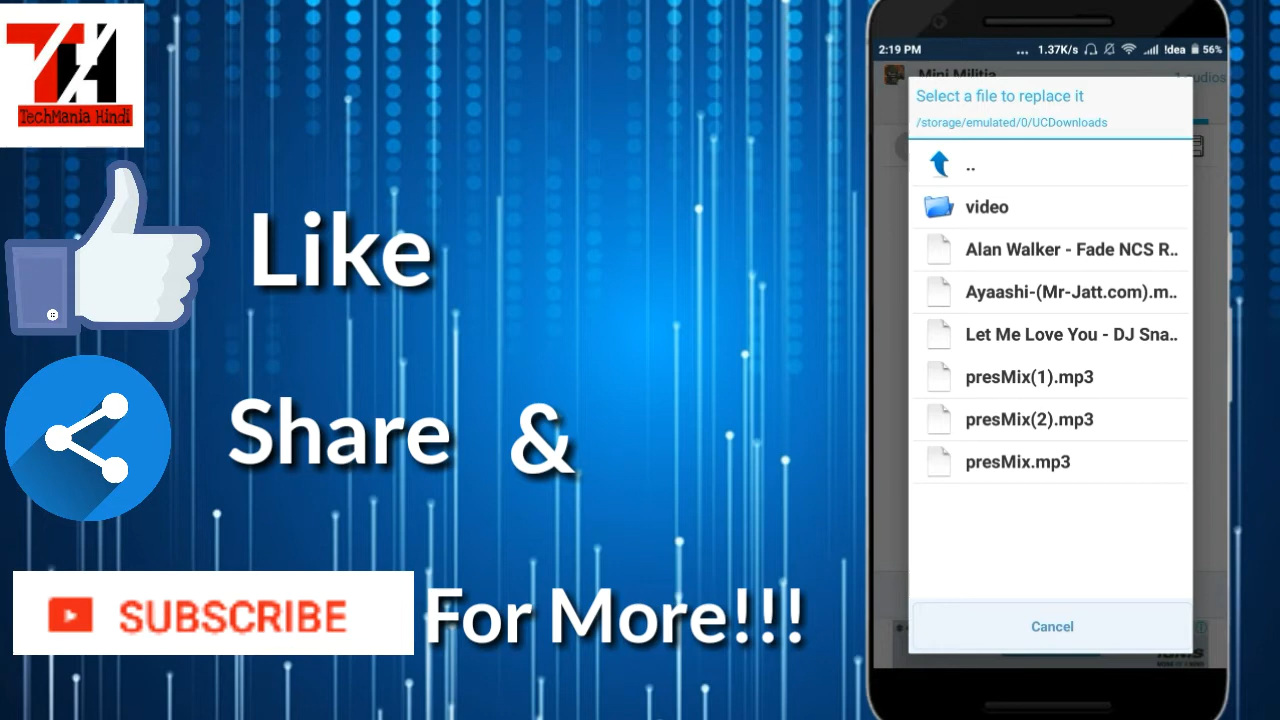 TechMania Hindi
Like
Share &
SUBSCRIBE For More!!!
2:19 PM ... 1.37K/s !dea 56%
Mini Militia
Select a file to replace it
/storage/emulated/0/UCDownloads
..
video
Alan Walker - Fade NCS R..
Ayaashi-(Mr-Jatt.com).m..
Let Me Love You - DJ Sna..
presMix(1).mp3
presMix(2).mp3
presMix.mp3
Cancel